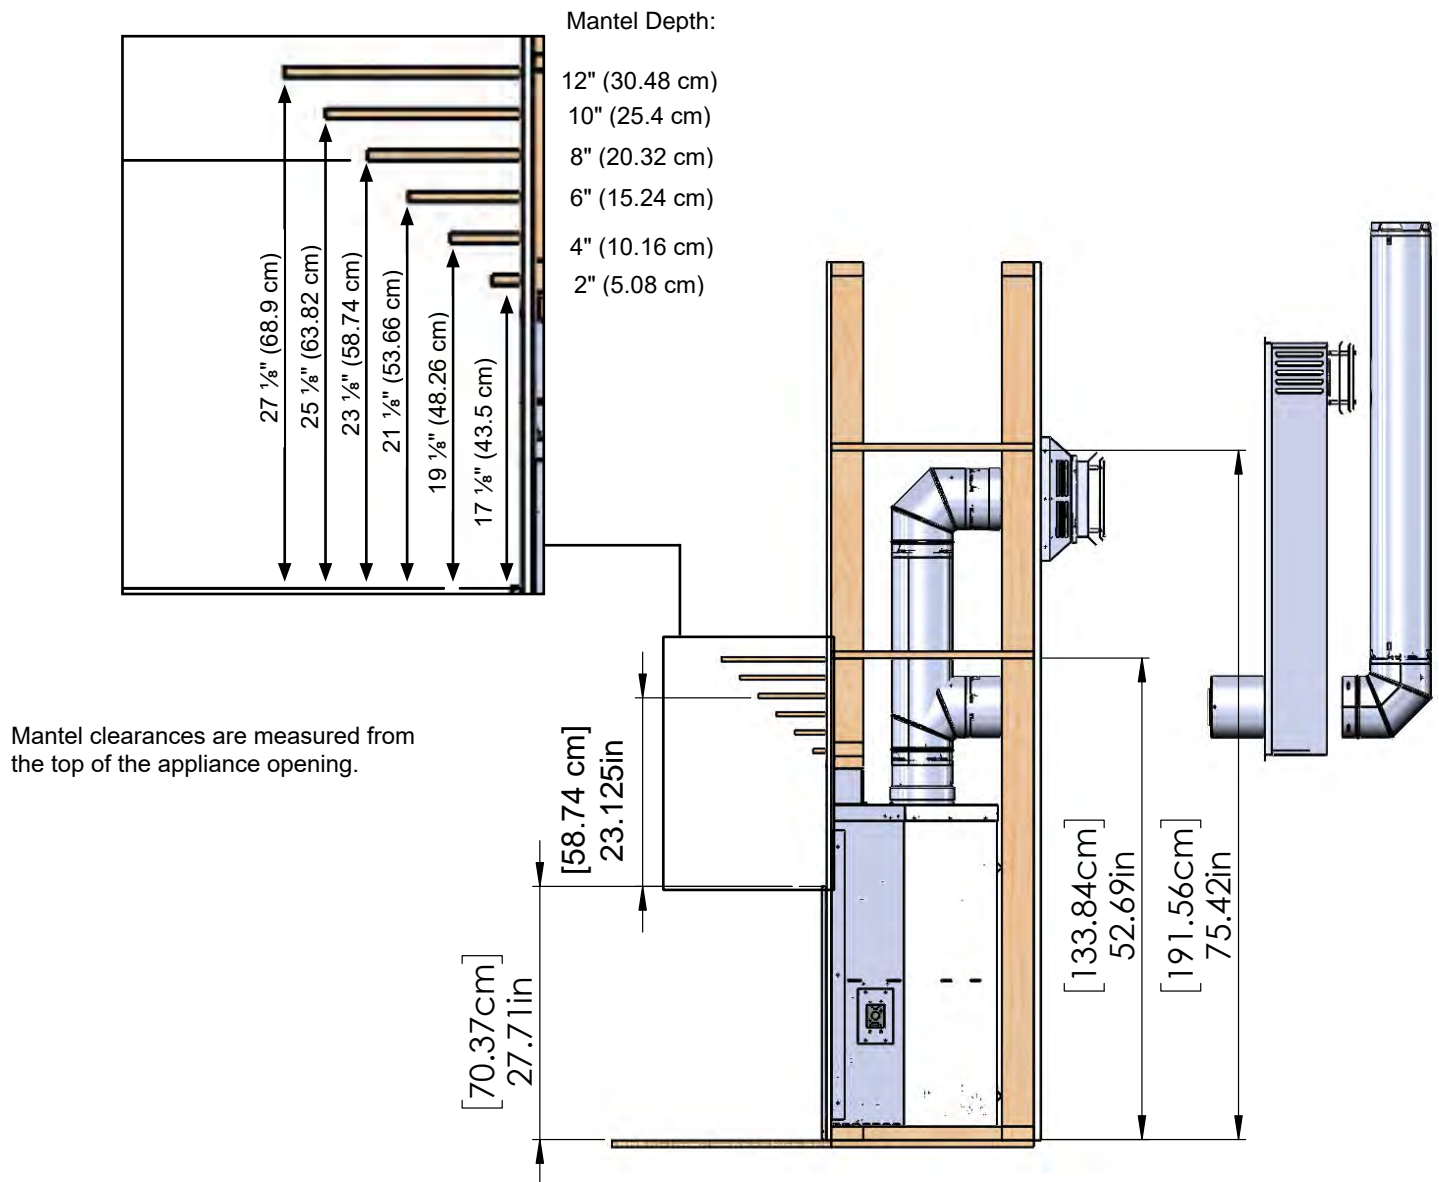 Mantel Depth:
12" (30.48 cm)
10" (25.4 cm)
8" (20.32 cm)
6" (15.24 cm)
4" (10.16 cm)
2" (5.08 cm)
27 ⅛" (68.9 cm)
25 ⅛" (63.82 cm)
23 ⅛" (58.74 cm)
21 ⅛" (53.66 cm)
19 ⅛" (48.26 cm)
17 ⅛" (43.5 cm)
Mantel clearances are measured from
the top of the appliance opening.
[58.74 cm]
23.125in
[70.37cm]
27.71in
[133.84cm]
52.69in
[191.56cm]
75.42in